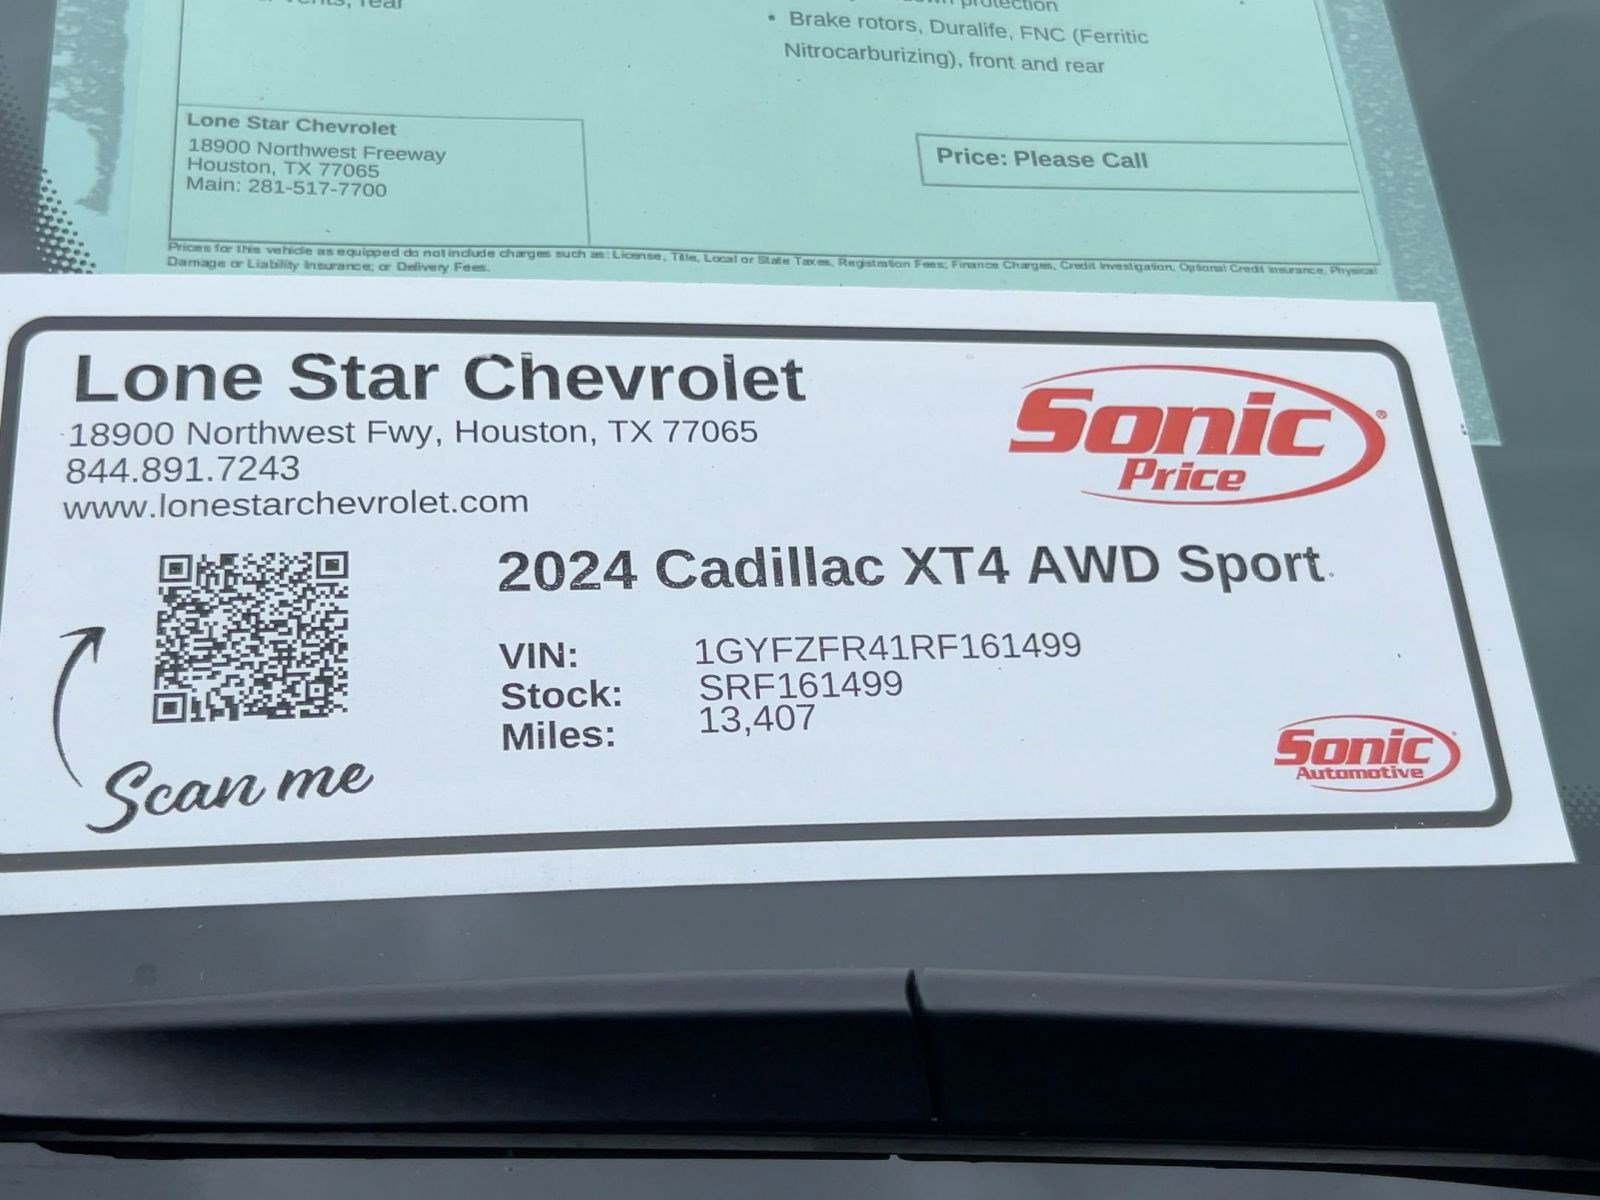 rear
protection
• Brake rotors, Duralife, FNC (Ferritic
Nitrocarburizing), front and rear
Lone Star Chevrolet
18900 Northwest Freeway
Houston, TX 77065
Main: 281-517-7700
Price: Please Call
Prices for this vehicle as equipped do not include charges such as: License, Title, Local or State Taxes, Registration Fees; Finance Charges, Credit Investigation, Optional Credit Insurance, Physical
Damage or Liability Insurance; or Delivery Fees.
Lone Star Chevrolet
18900 Northwest Fwy, Houston, TX 77065
844.891.7243
www.lonestarchevrolet.com
Sonic®
Price
2024 Cadillac XT4 AWD Sport
VIN: 1GYFZFR41RF161499
Stock: SRF161499
Miles: 13,407
Scan me
Sonic
Automotive